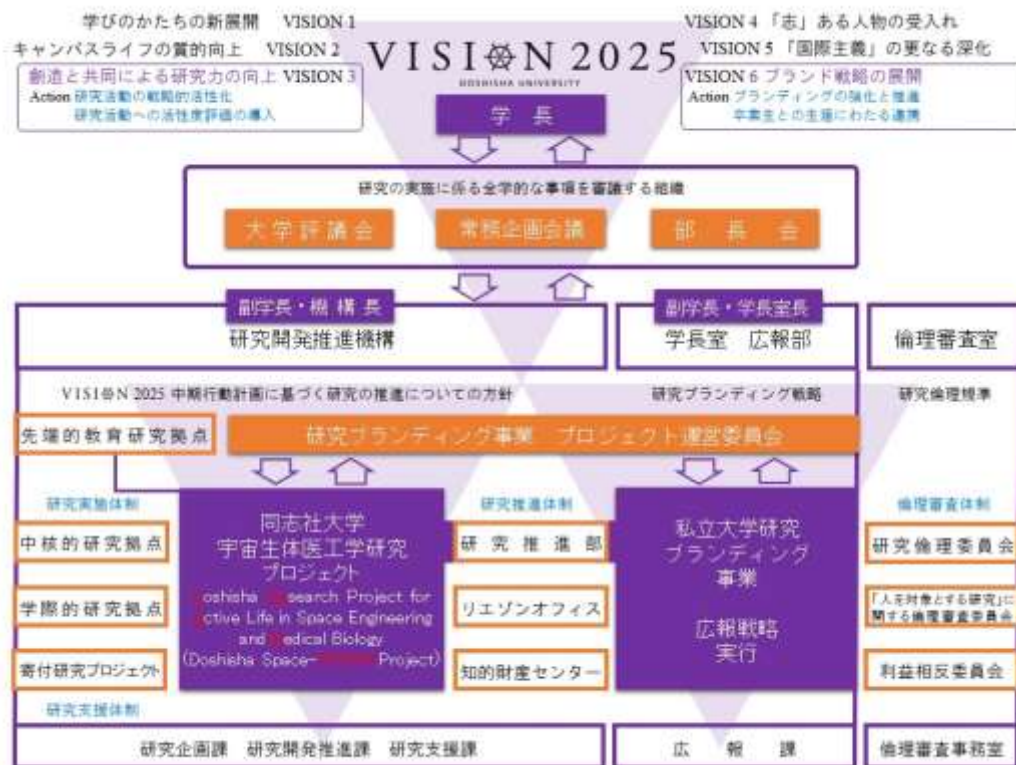 学びのかたちの新展開 VISION 1
キャンパスライフの質的向上 VISION 2
創造と共同による研究力の向上 VISION 3
Action 研究活動の戦略的活性化
研究活動への活性度評価の導入
VISION 2025
DOSHISHA UNIVERSITY
VISION 4 「志」ある人物の受入れ
VISION 5 「国際主義」の更なる深化
VISION 6 ブランド戦略の展開
Action ブランディングの強化と推進
卒業生との生涯にわたる連携
学長
研究の実施に係る全学的な事項を審議する組織
大学評議会 常務企画会議 部長会
副学長・機構長
研究開発推進機構
副学長・学長室長
学長室 広報部
倫理審査室
VISION 2025 中期行動計画に基づく研究の推進についての方針
研究ブランディング戦略
研究倫理規準
先端的教育研究拠点
研究ブランディング事業 プロジェクト運営委員会
研究実施体制
中核的研究拠点
学際的研究拠点
寄付研究プロジェクト
同志社大学
宇宙生体医工学研究
プロジェクト
oshisha search Project for
ctive Life in Space Engineering
and edical Biology
(Doshisha Space- Project)
研究推進体制
研究推進部
リエゾンオフィス
知的財産センター
私立大学研究
ブランディング
事業
広報戦略
実行
倫理審査体制
研究倫理委員会
「人を対象とする研究」に
関する倫理審査委員会
利益相反委員会
研究支援体制
研究企画課 研究開発推進課 研究支援課
広報課
倫理審査事務室